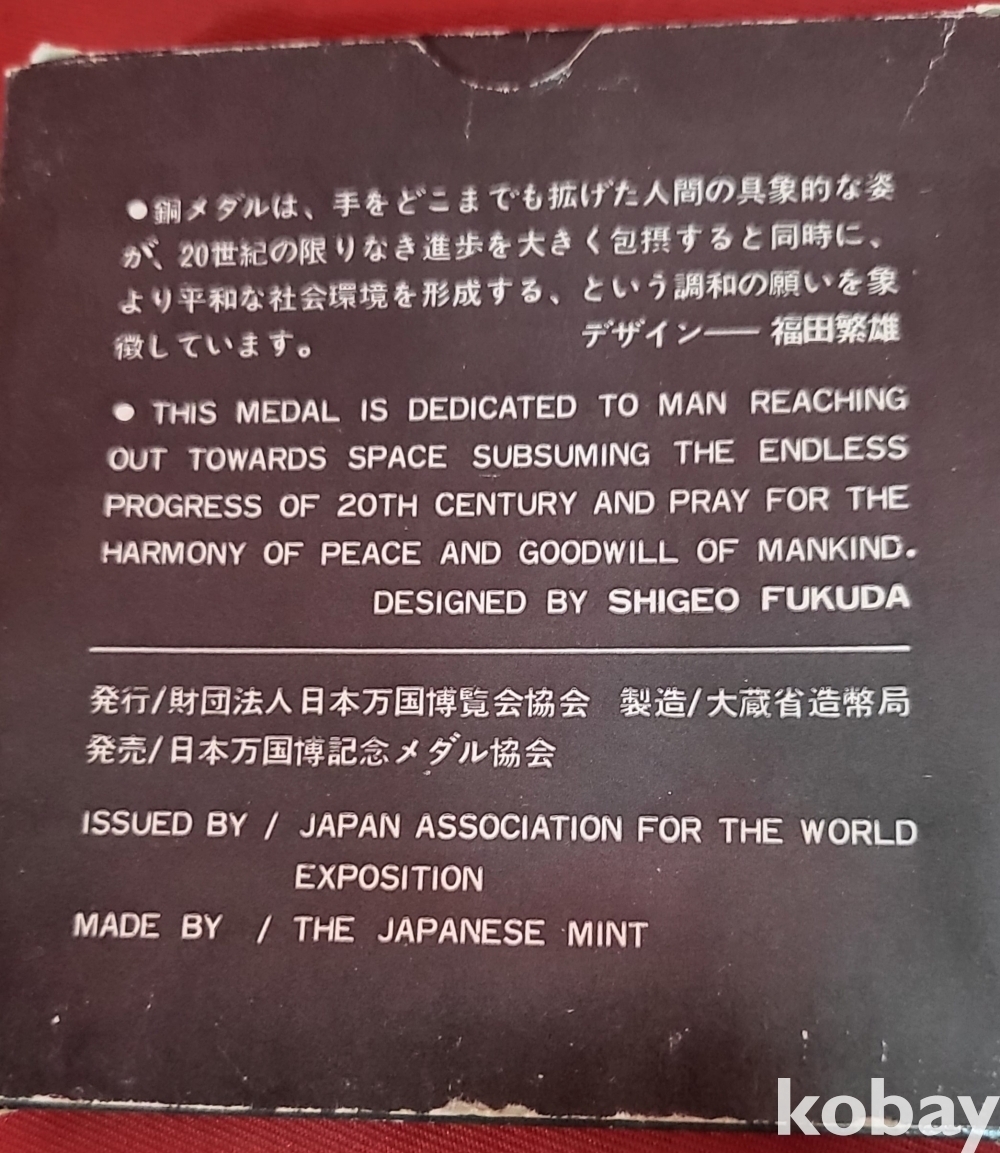 ●銅メダルは、手をどこまでも拡げた人間の具象的な姿
が、20世紀の限りなき進歩を大きく包摂すると同時に、
より平和な社会環境を形成する、という調和の願いを象
徴しています。 デザイン── 福田繁雄
● THIS MEDAL IS DEDICATED TO MAN REACHING
OUT TOWARDS SPACE SUBSUMING THE ENDLESS
PROGRESS OF 20TH CENTURY AND PRAY FOR THE
HARMONY OF PEACE AND GOODWILL OF MANKIND.
DESIGNED BY SHIGEO FUKUDA
発行/財団法人日本万国博覧会協会 製造/大蔵省造幣局
発売/日本万国博記念メダル協会
ISSUED BY / JAPAN ASSOCIATION FOR THE WORLD
EXPOSITION
MADE BY / THE JAPANESE MINT
kobay